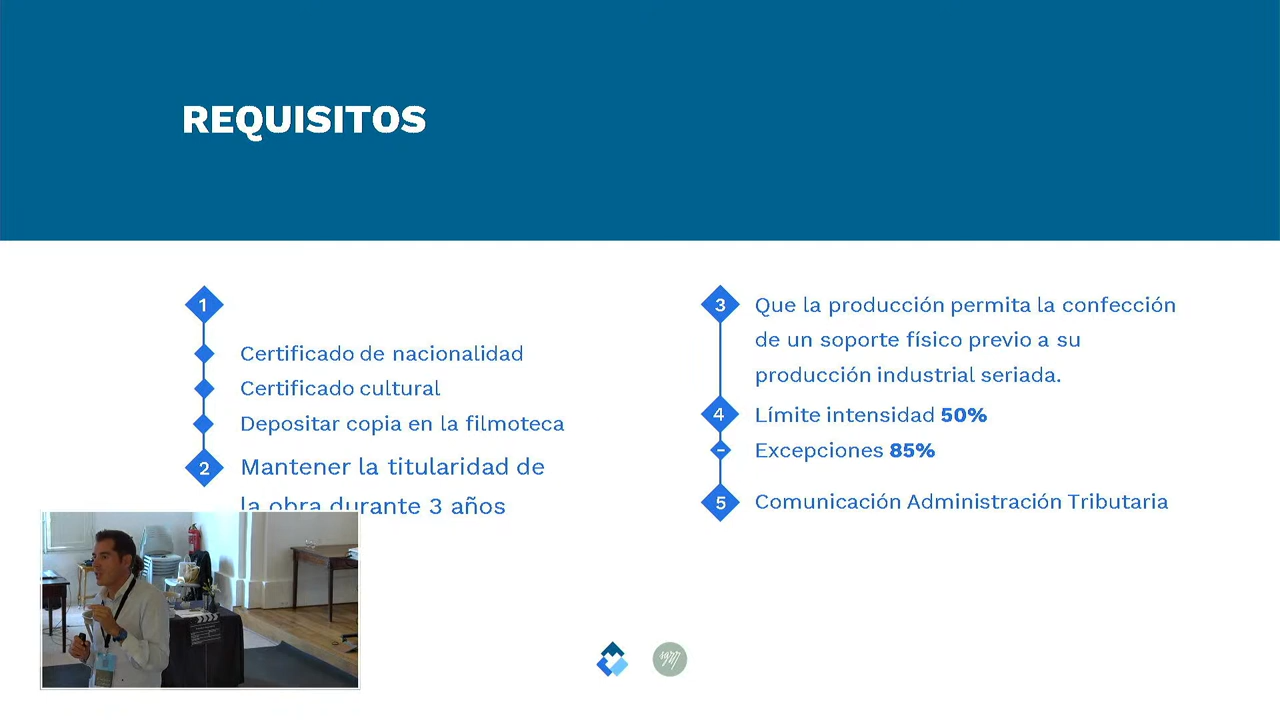 REQUISITOS
1
Certificado de nacionalidad
Certificado cultural
Depositar copia en la filmoteca
2 Mantener la titularidad de
la obra durante 3 años
3 Que la producción permita la confección
de un soporte físico previo a su
producción industrial seriada.
4 Límite intensidad 50%
– Excepciones 85%
5 Comunicación Administración Tributaria